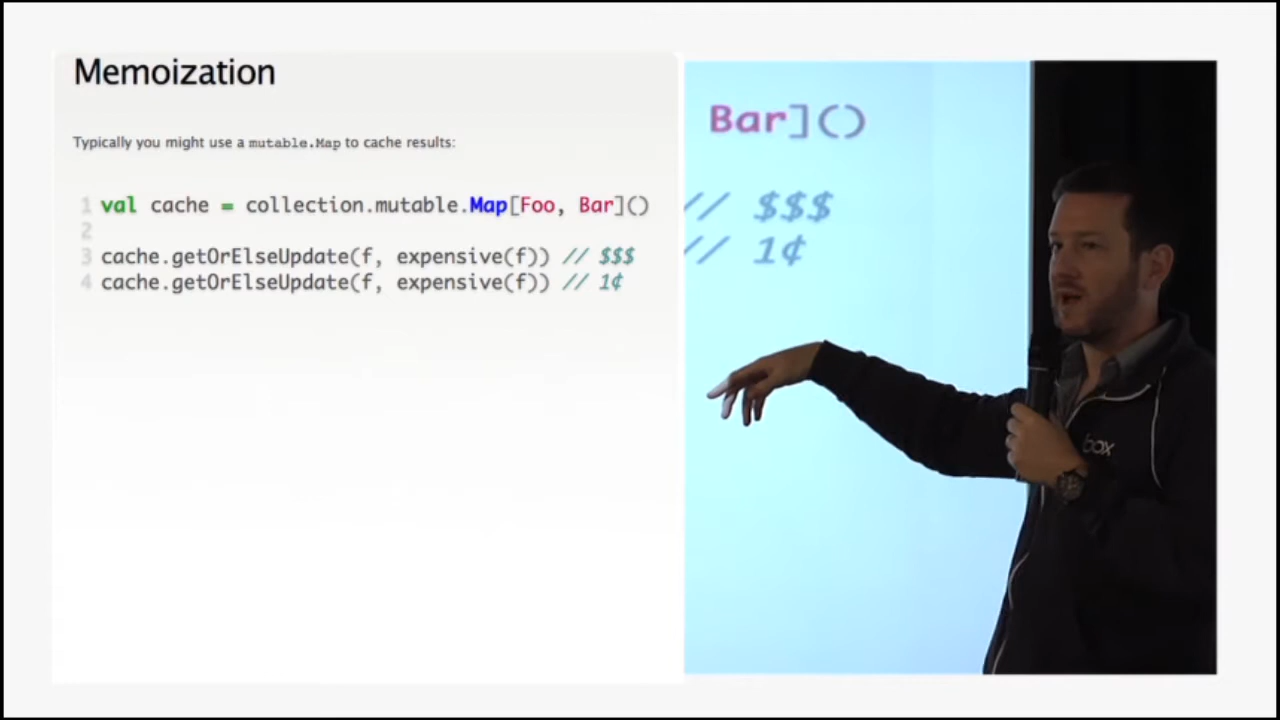 Memoization
Typically you might use a mutable.Map to cache results:
1 val cache = collection.mutable.Map[Foo, Bar]()
2
3 cache.getOrElseUpdate(f, expensive(f)) // $$$
4 cache.getOrElseUpdate(f, expensive(f)) // 1¢
Bar]()
// $$$
// 1¢
box